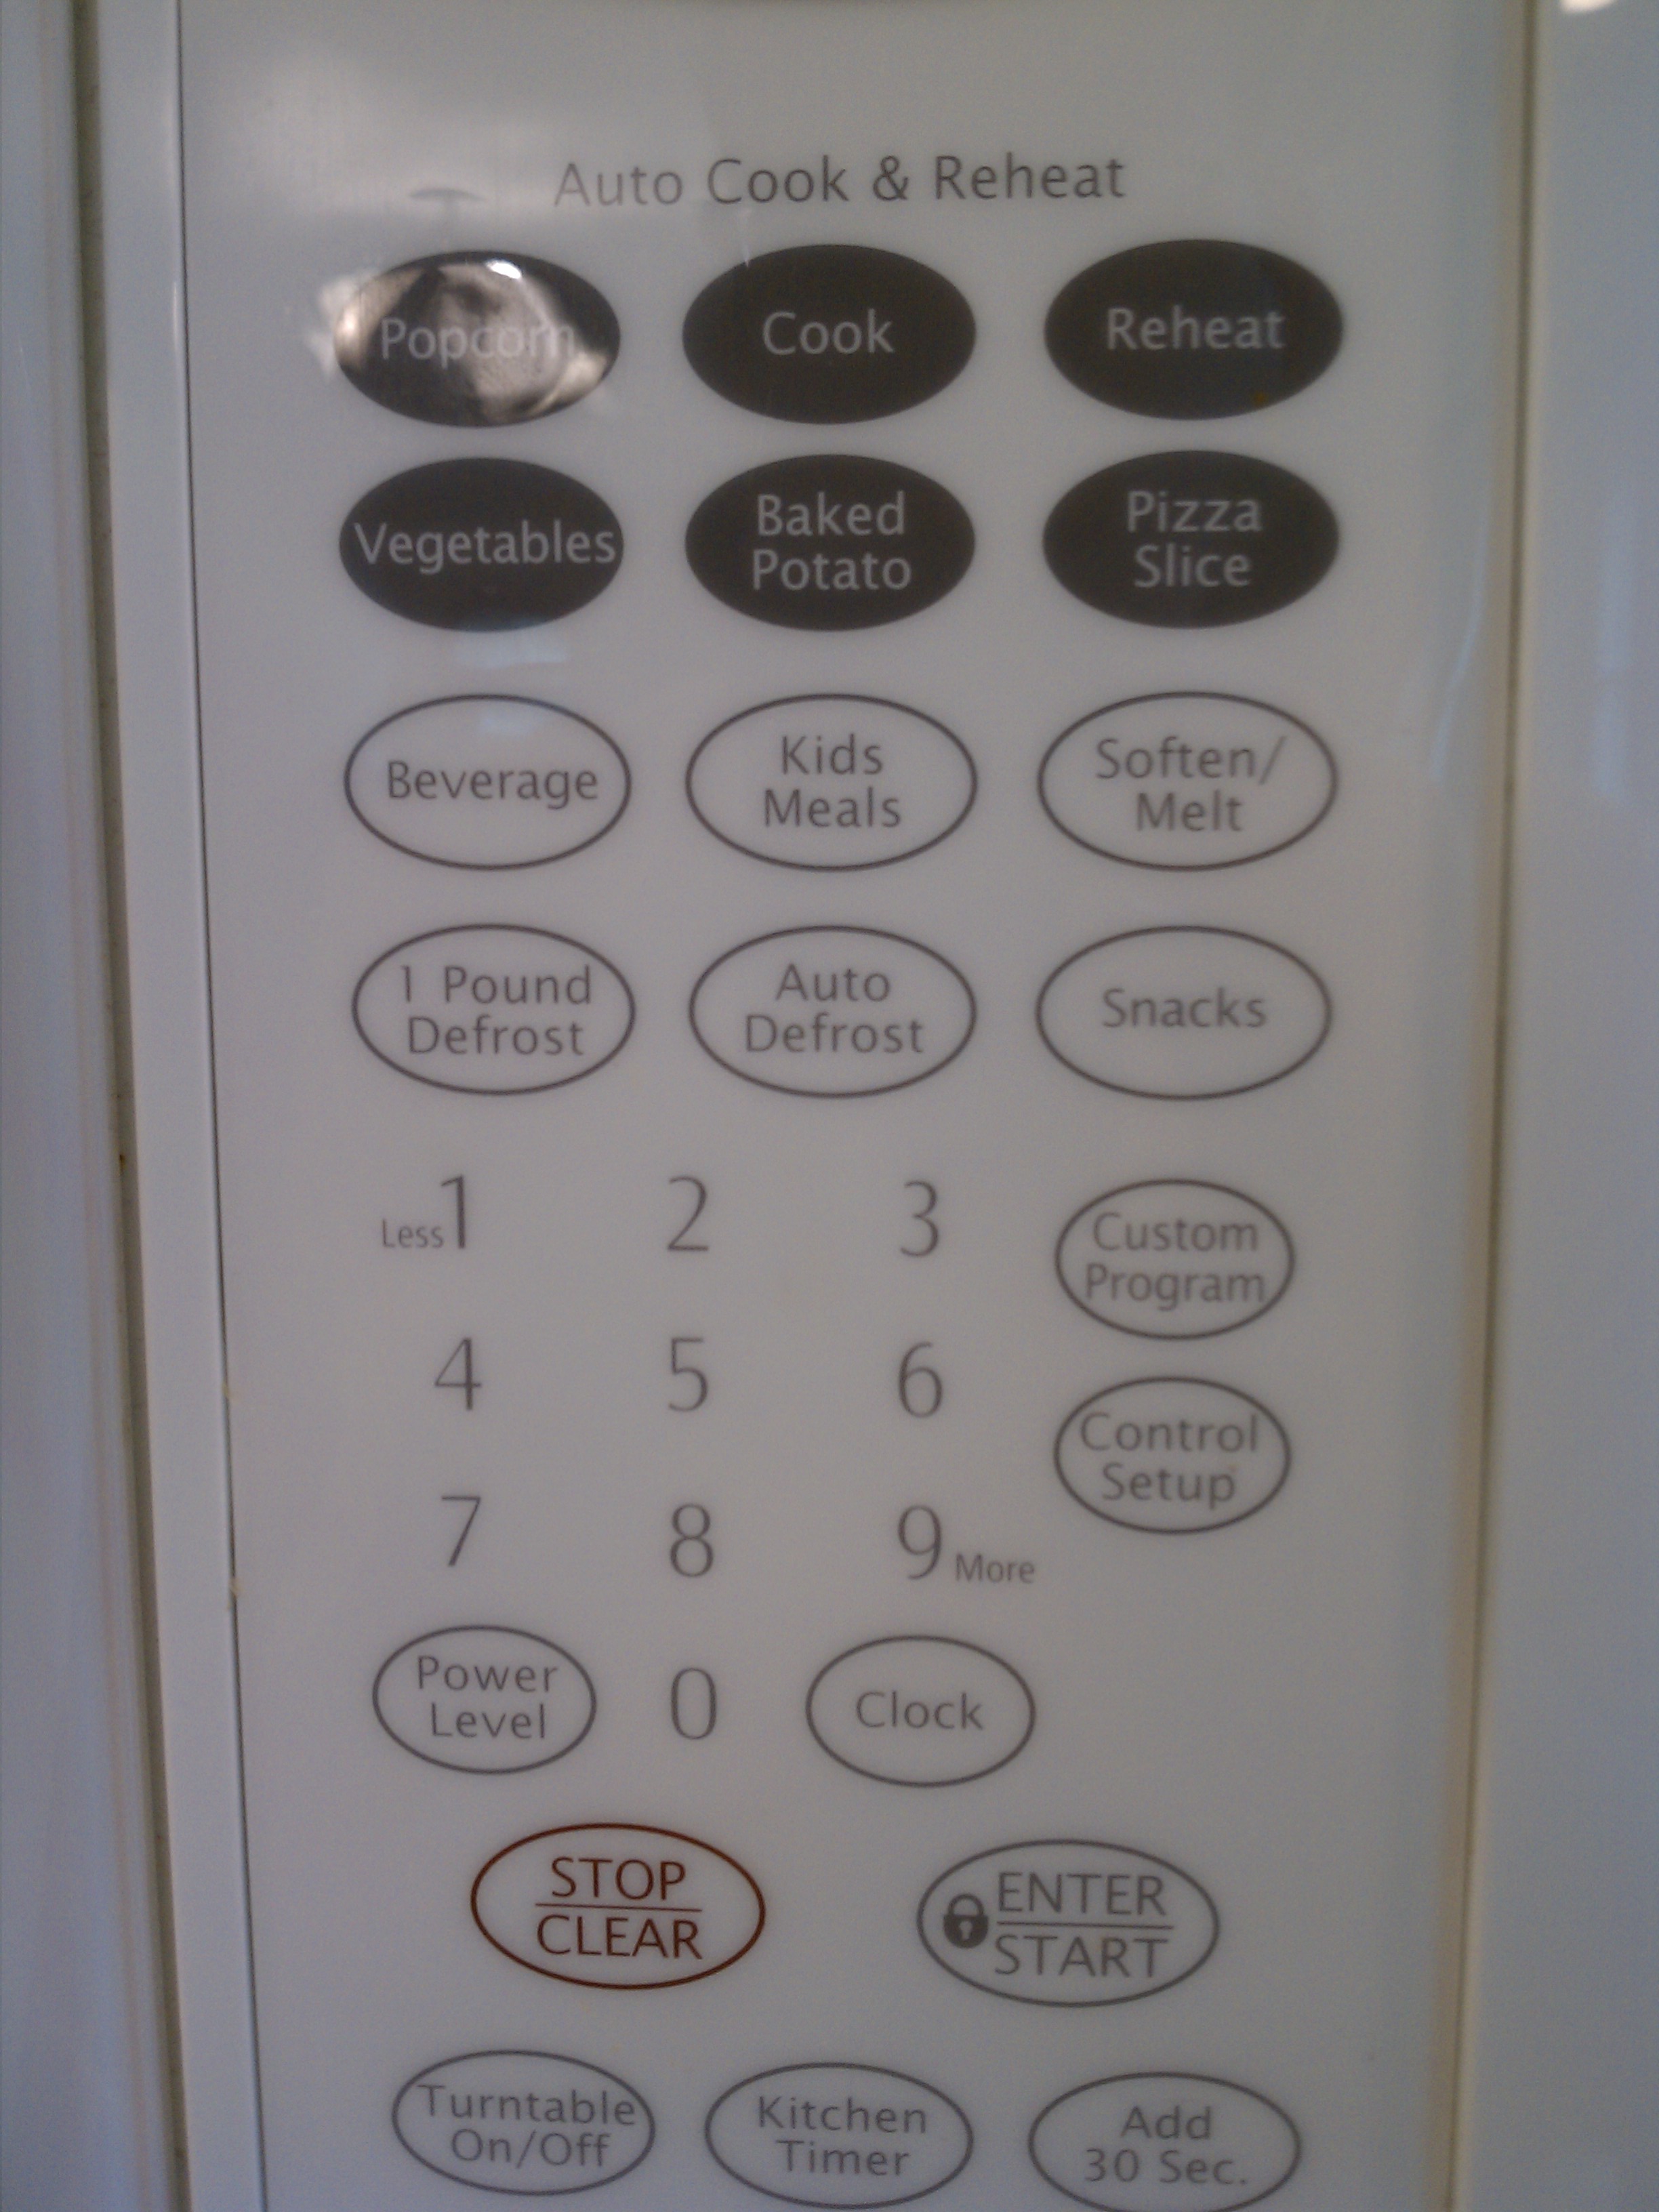 Auto Cook & Reheat
Popcorn Cook Reheat
Vegetables
Baked
Potato
Pizza
Slice
Beverage
Kids
Meals
Soften/
Melt
1 Pound
Defrost
Auto
Defrost
Snacks
Less 1 2 3
Custom
Program
4 5 6
Control
Setup
7 8 9 More
Power
Level
0
Clock
STOP
CLEAR
ENTER
START
Turntable
On/Off
Kitchen
Timer
Add
30 Sec.